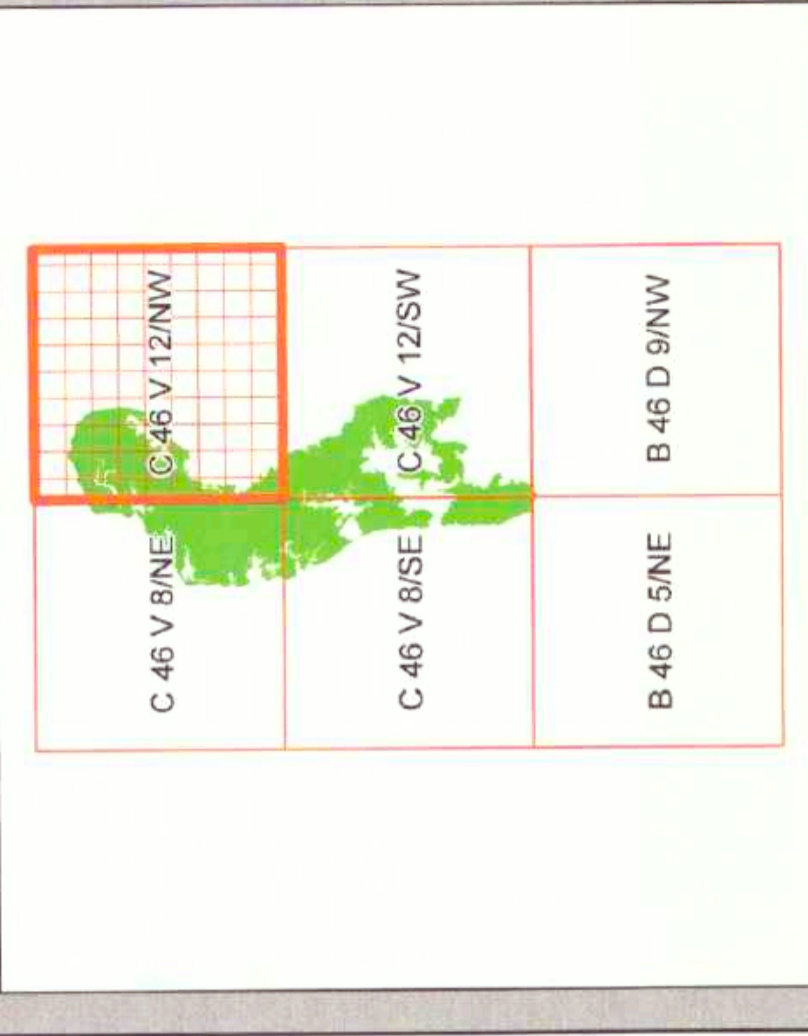 C 46 V 8/NE
C 46 V 12/NW
C 46 V 8/SE
C 46 V 12/SW
B 46 D 5/NE
B 46 D 9/NW